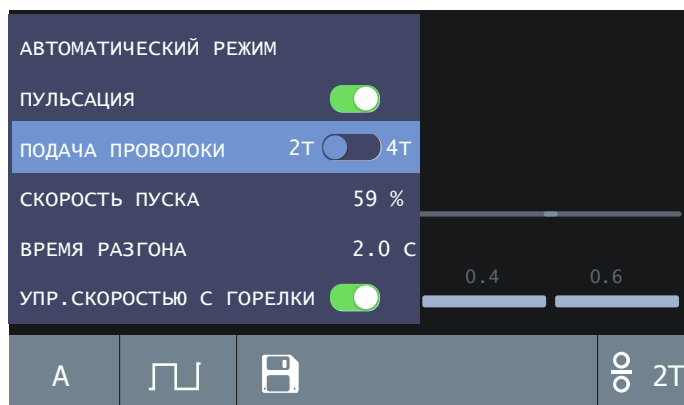 АВТОМАТИЧЕСКИЙ РЕЖИМ
ПУЛЬСАЦИЯ
ПОДАЧА ПРОВОЛОКИ 2т 4т
СКОРОСТЬ ПУСКА 59 %
ВРЕМЯ РАЗГОНА 2.0 с
УПР.СКОРОСТЬЮ С ГОРЕЛКИ
0.4 0.6
А 2Т